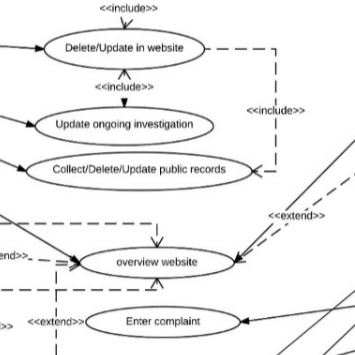 <<include>>
Delete/Update in website
<<include>>
<<include>>
Update ongoing investigation
Collect/Delete/Update public records
<<extend>>
end>>
overview website
>>
<<extend>>
Enter complaint